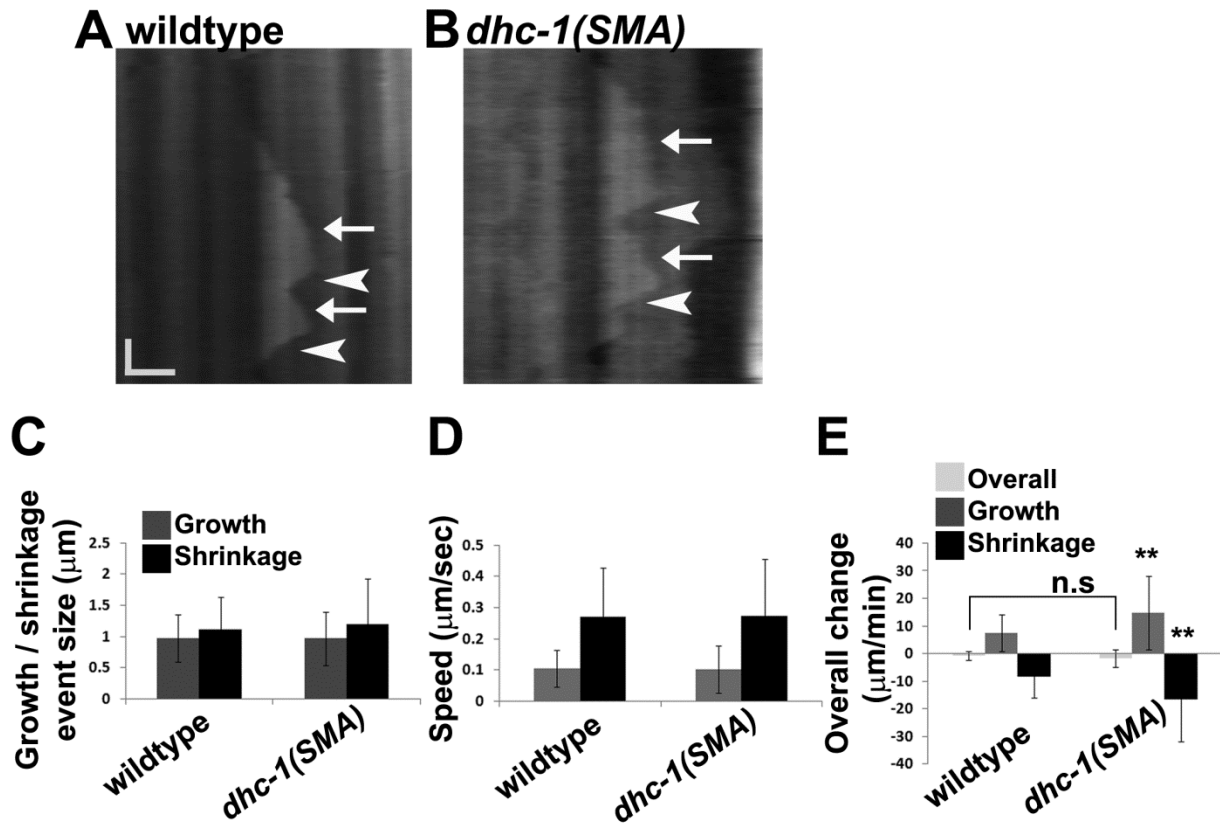 A wildtype
B dhc-1(SMA)
C
Growth / shrinkage
event size (μm)
Growth
Shrinkage
2.5
2
1.5
1
0.5
0
wildtype
dhc-1(SMA)
D
Speed (μm/sec)
0.5
0.4
0.3
0.2
0.1
0
wildtype
dhc-1(SMA)
E
Overall
Growth
Shrinkage
Overall change
(μm/min)
40
30
20
10
0
-10
-20
-30
-40
n.s
**
**
wildtype
dhc-1(SMA)